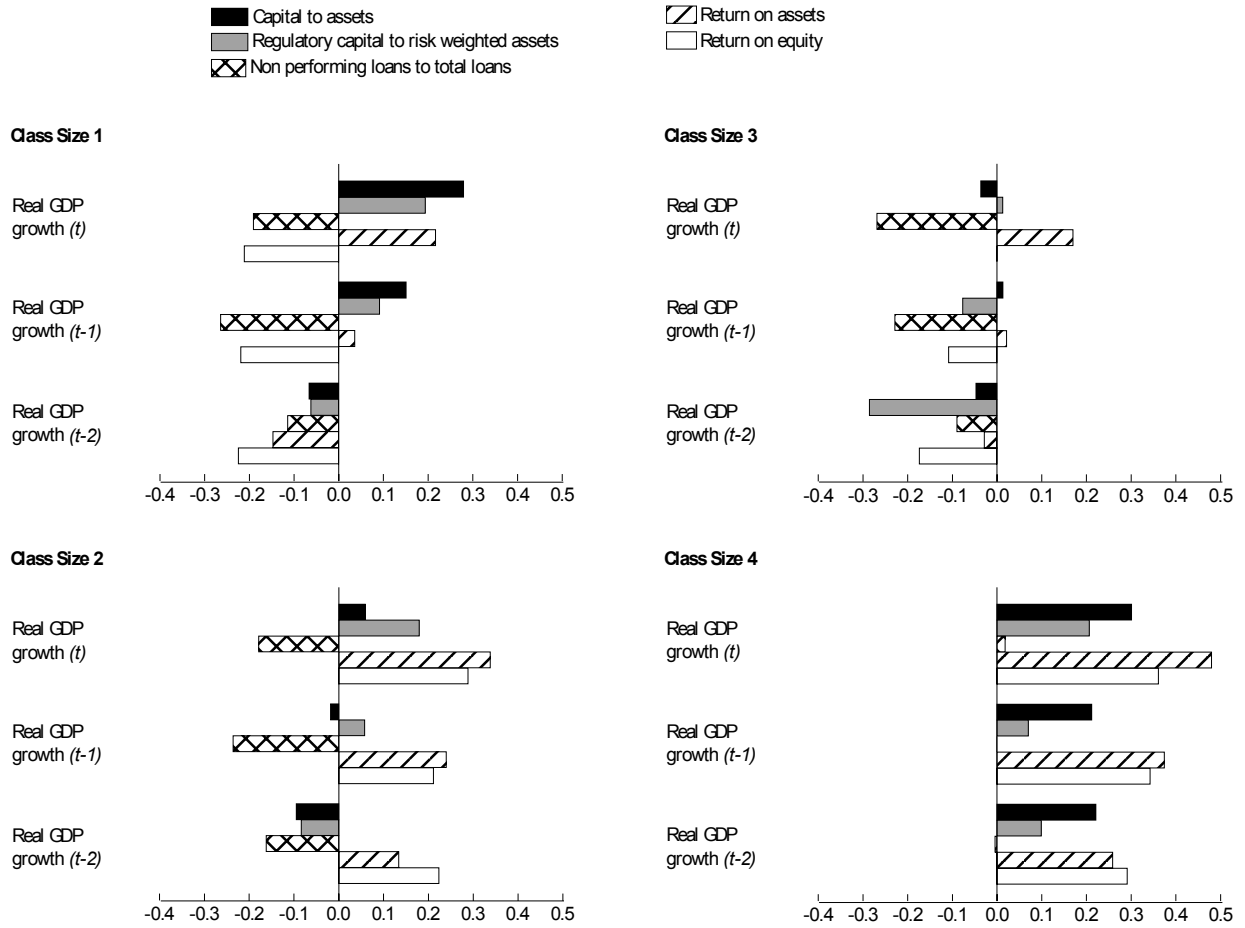 Capital to assets
Regulatory capital to risk weighted assets
Non performing loans to total loans
Return on assets
Return on equity
Class Size 1
Real GDP
growth (t)
Real GDP
growth (t-1)
Real GDP
growth (t-2)
-0.4 -0.3 -0.2 -0.1 0.0 0.1 0.2 0.3 0.4 0.5
Class Size 3
Real GDP
growth (t)
Real GDP
growth (t-1)
Real GDP
growth (t-2)
-0.4 -0.3 -0.2 -0.1 0.0 0.1 0.2 0.3 0.4 0.5
Class Size 2
Real GDP
growth (t)
Real GDP
growth (t-1)
Real GDP
growth (t-2)
-0.4 -0.3 -0.2 -0.1 0.0 0.1 0.2 0.3 0.4 0.5
Class Size 4
Real GDP
growth (t)
Real GDP
growth (t-1)
Real GDP
growth (t-2)
-0.4 -0.3 -0.2 -0.1 0.0 0.1 0.2 0.3 0.4 0.5